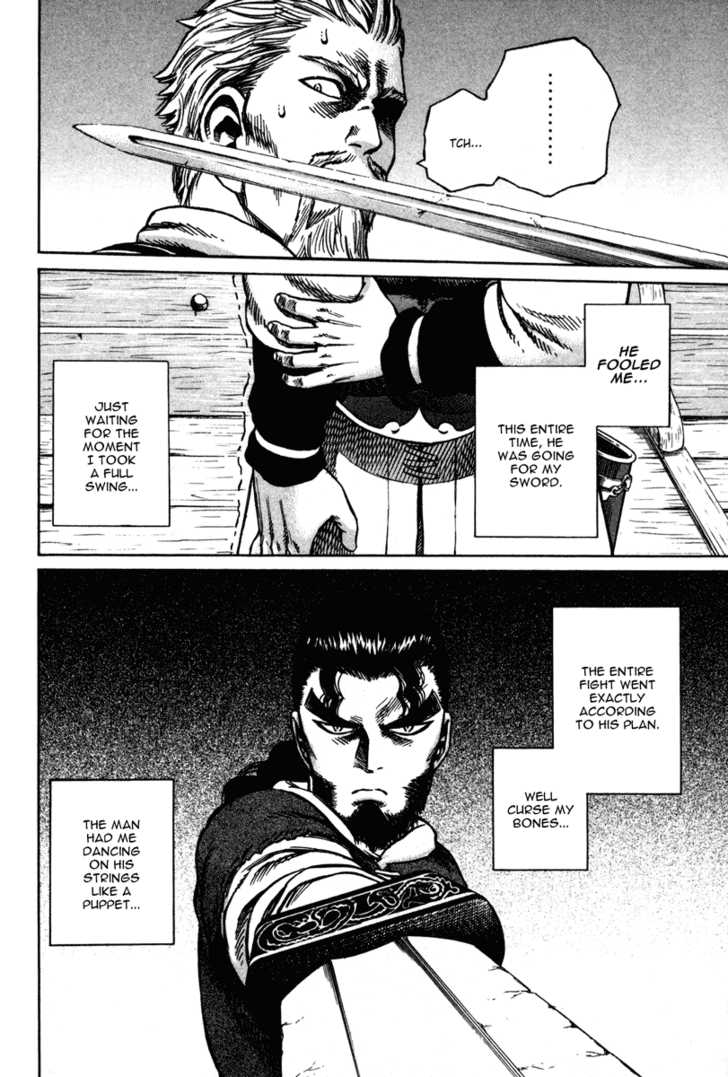 .........
TCH...
HE
FOOLED
ME...
THIS ENTIRE
TIME, HE
WAS GOING
FOR MY
SWORD.
JUST
WAITING
FOR THE
MOMENT
I TOOK
A FULL
SWING...
THE ENTIRE
FIGHT WENT
EXACTLY
ACCORDING
TO HIS PLAN.
WELL
CURSE MY
BONES...
THE MAN
HAD ME
DANCING
ON HIS
STRINGS
LIKE A
PUPPET...